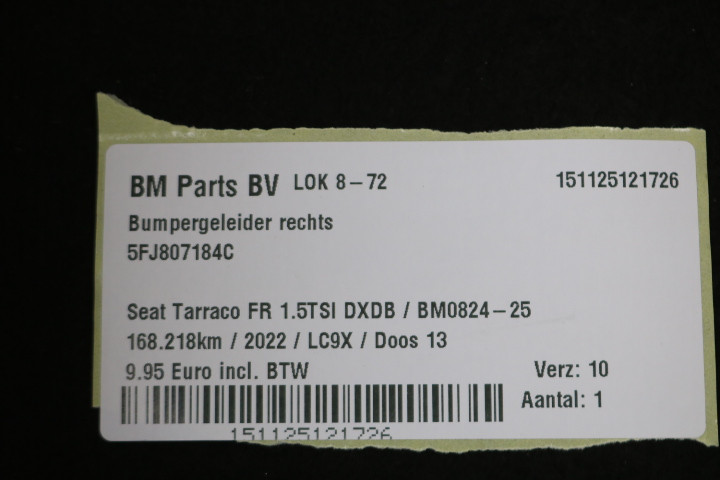 BM Parts BV LOK 8-72 151125121726
Bumpergeleider rechts
5FJ807184C
Seat Tarraco FR 1.5TSI DXDB / BM0824-25
168.218km / 2022 / LC9X / Doos 13
9.95 Euro incl. BTW Verz: 10
Aantal: 1
151125121726